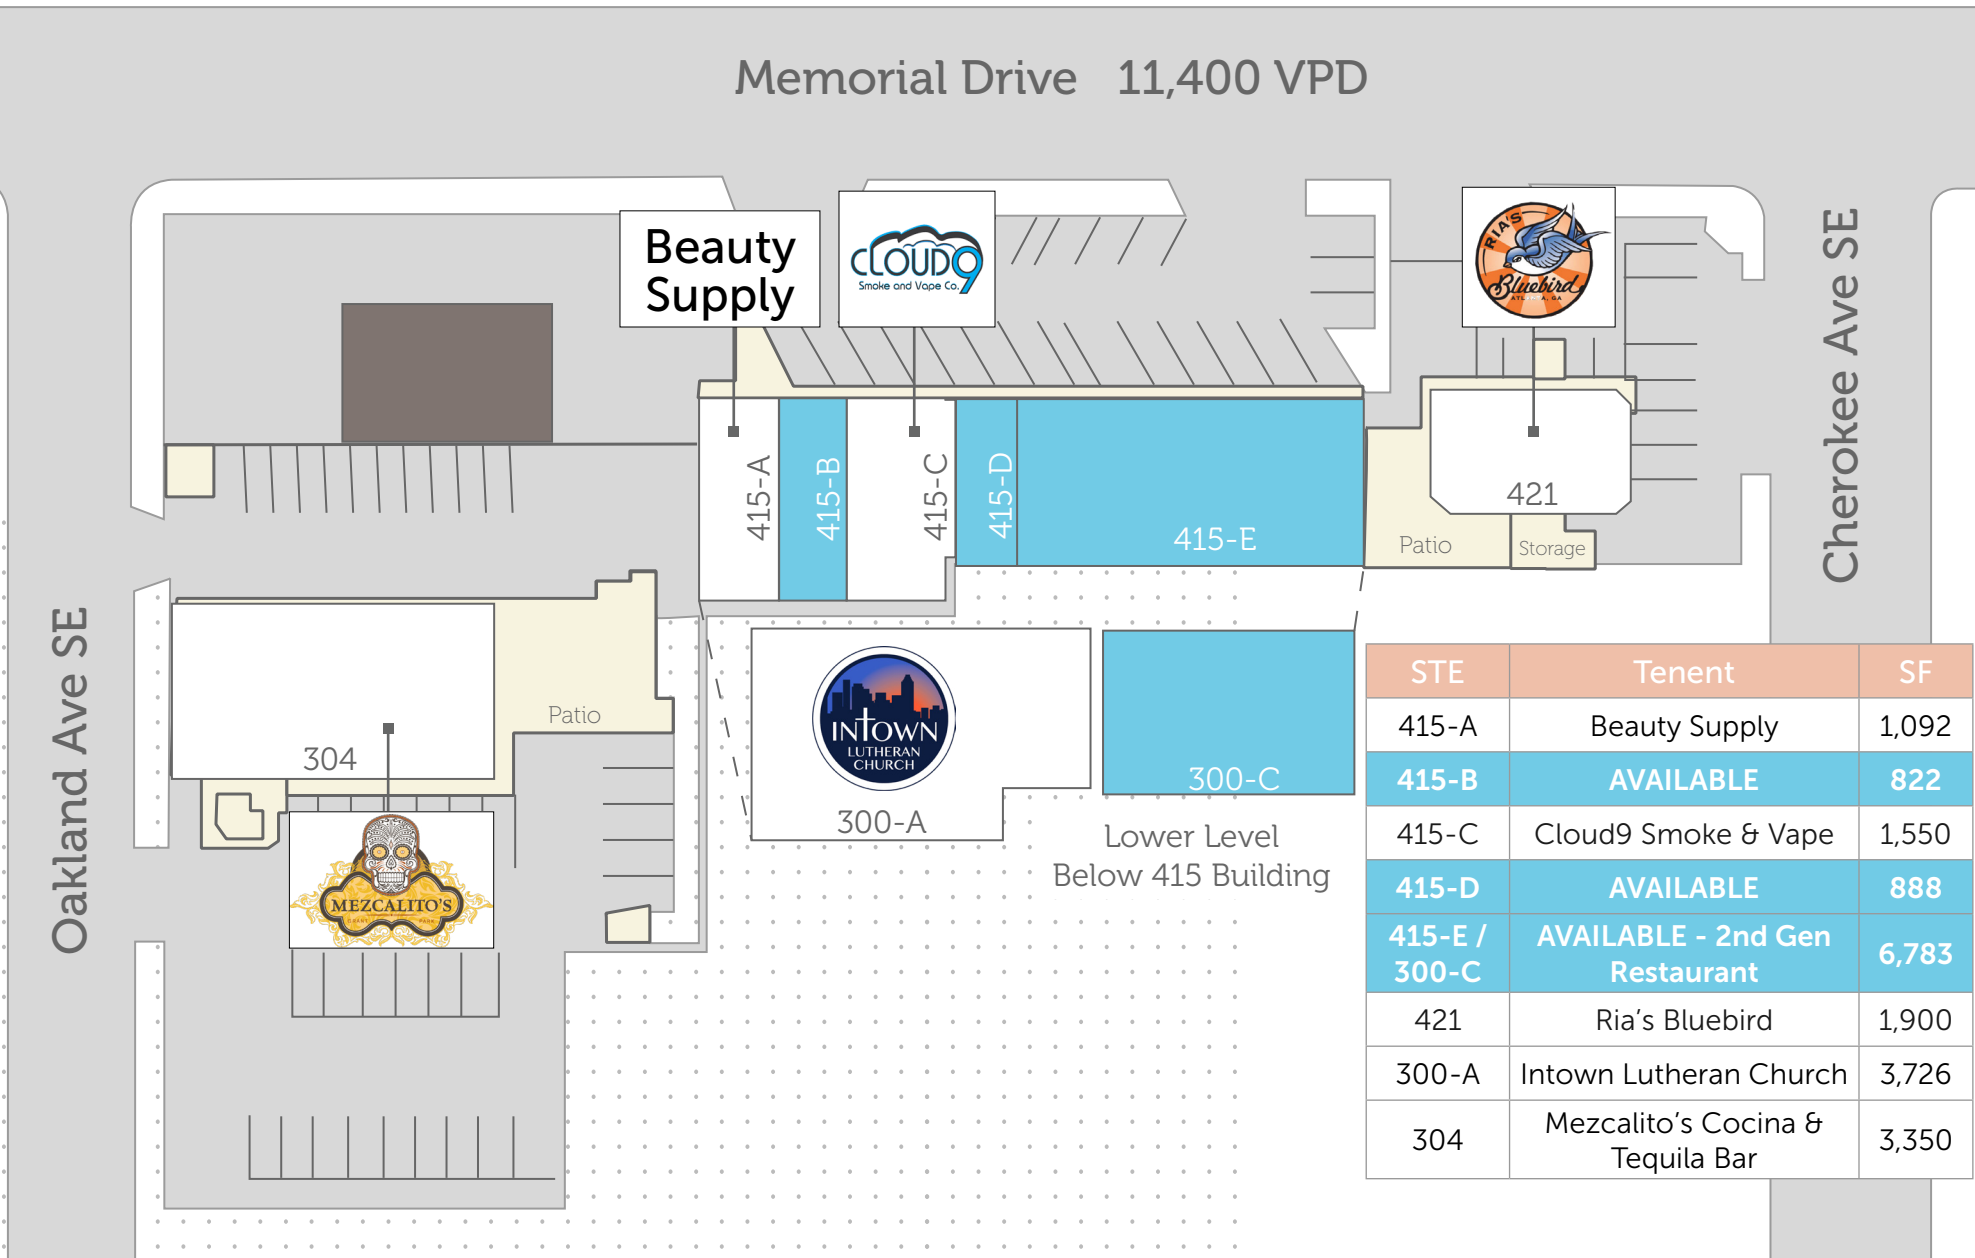 Memorial Drive 11,400 VPD
Oakland Ave SE
Cherokee Ave SE
Beauty
Supply
CLOUD9
Smoke and Vape Co.
RIA'S
Bluebird
ATLANTA, GA
415-A
415-B
415-C
415-D
415-E
421
Patio
Storage
304
Patio
MEZCALITO'S
GRANT PARK
INTOWN
LUTHERAN
CHURCH
300-A
300-C
Lower Level
Below 415 Building
STE Tenent SF
415-A Beauty Supply 1,092
415-B AVAILABLE 822
415-C Cloud9 Smoke & Vape 1,550
415-D AVAILABLE 888
415-E /
300-C
AVAILABLE - 2nd Gen
Restaurant
6,783
421 Ria's Bluebird 1,900
300-A Intown Lutheran Church 3,726
304
Mezcalito's Cocina &
Tequila Bar
3,350